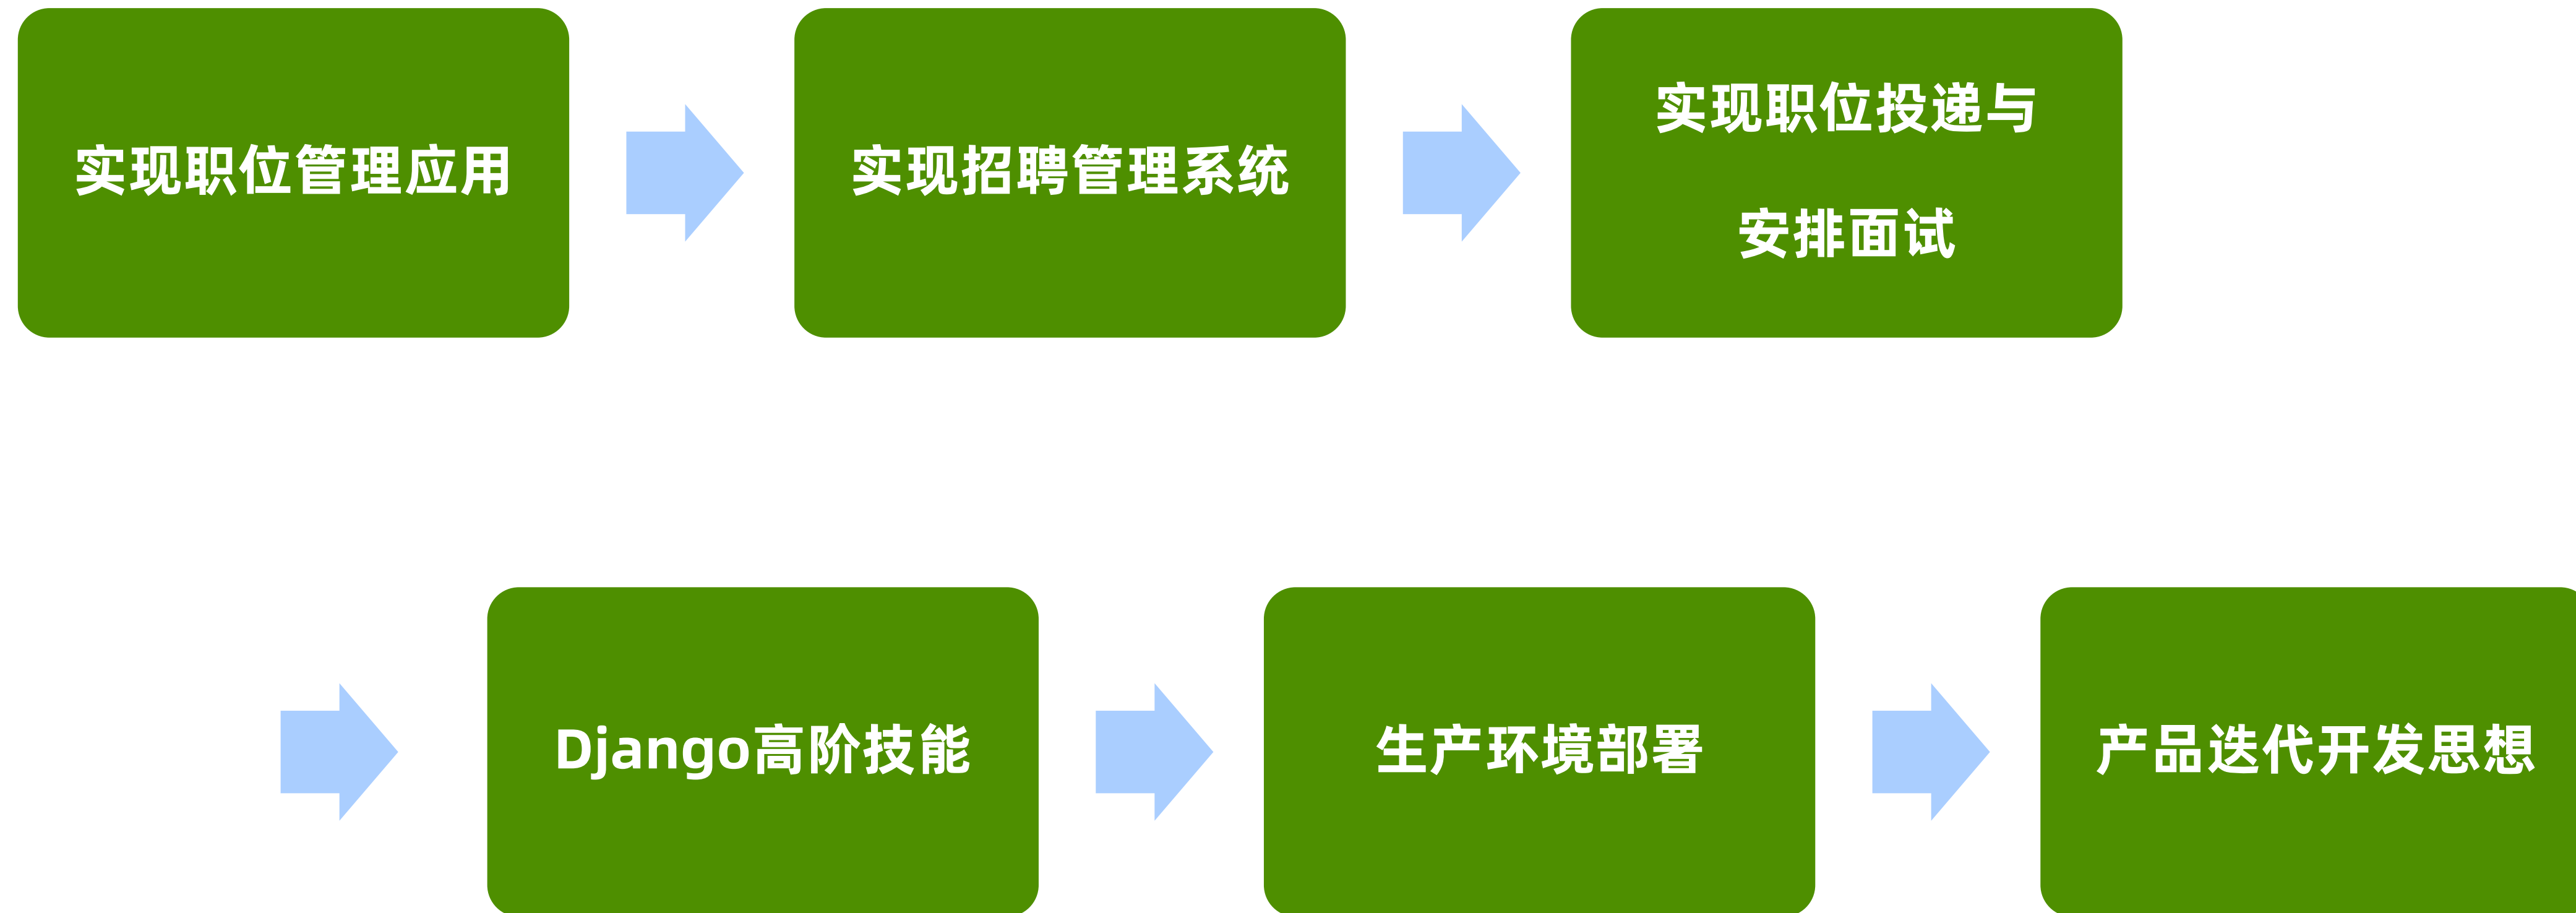 实现职位管理应用
实现招聘管理系统
实现职位投递与
安排面试
Django高阶技能
生产环境部署
产品迭代开发思想